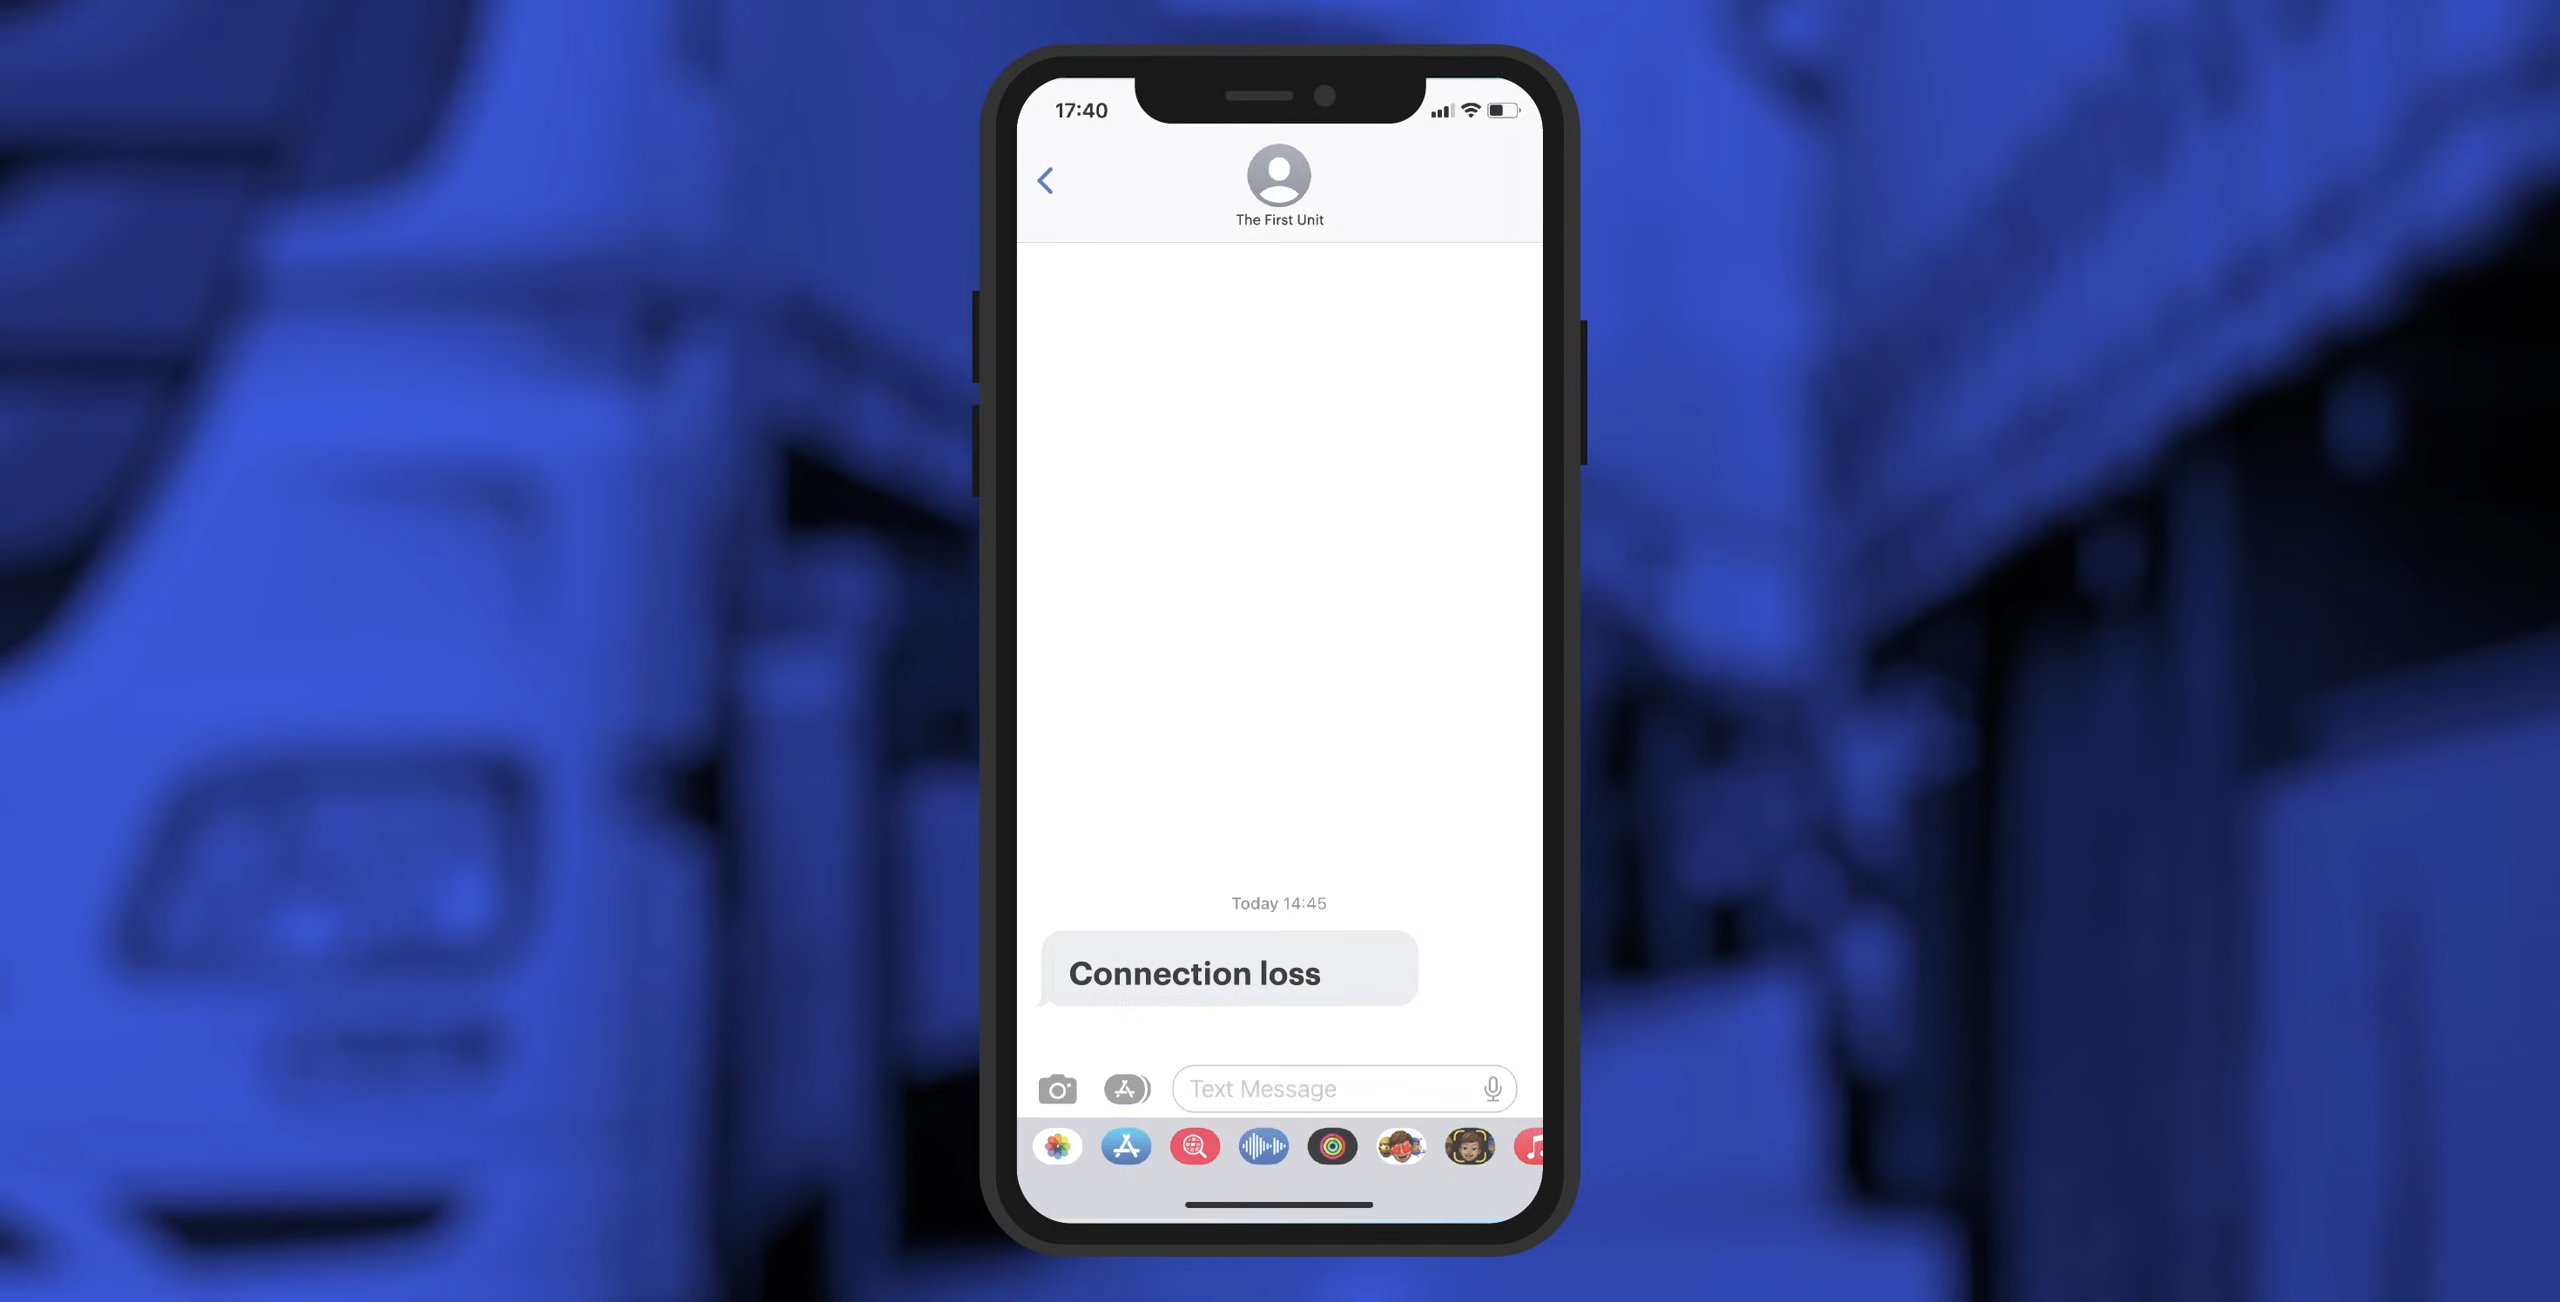 17:40
The First Unit
Today 14:45
Connection loss
Text Message